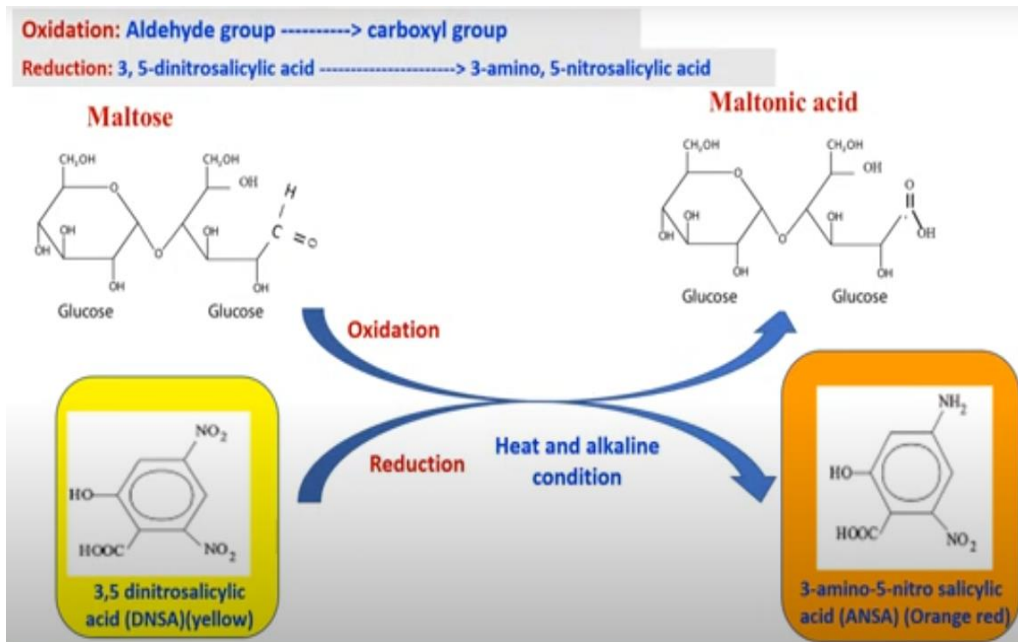 Oxidation: Aldehyde group ----------> carboxyl group
Reduction: 3, 5-dinitrosalicylic acid ----------------------> 3-amino, 5-nitrosalicylic acid
Maltose
Maltonic acid
CH₂OH
CH₂OH
OH
H
C
=O
O
OH
OH
OH
O
OH
OH
Glucose
Glucose
CH₂OH
CH₂OH
OH
O
O
OH
OH
OH
OH
O
OH
OH
Glucose
Glucose
Oxidation
Reduction
Heat and alkaline
condition
NO₂
HO
HOOC
NO₂
3,5 dinitrosalicylic
acid (DNSA)(yellow)
NH₂
HO
HOOC
NO₂
3-amino-5-nitro salicylic
acid (ANSA) (Orange red)